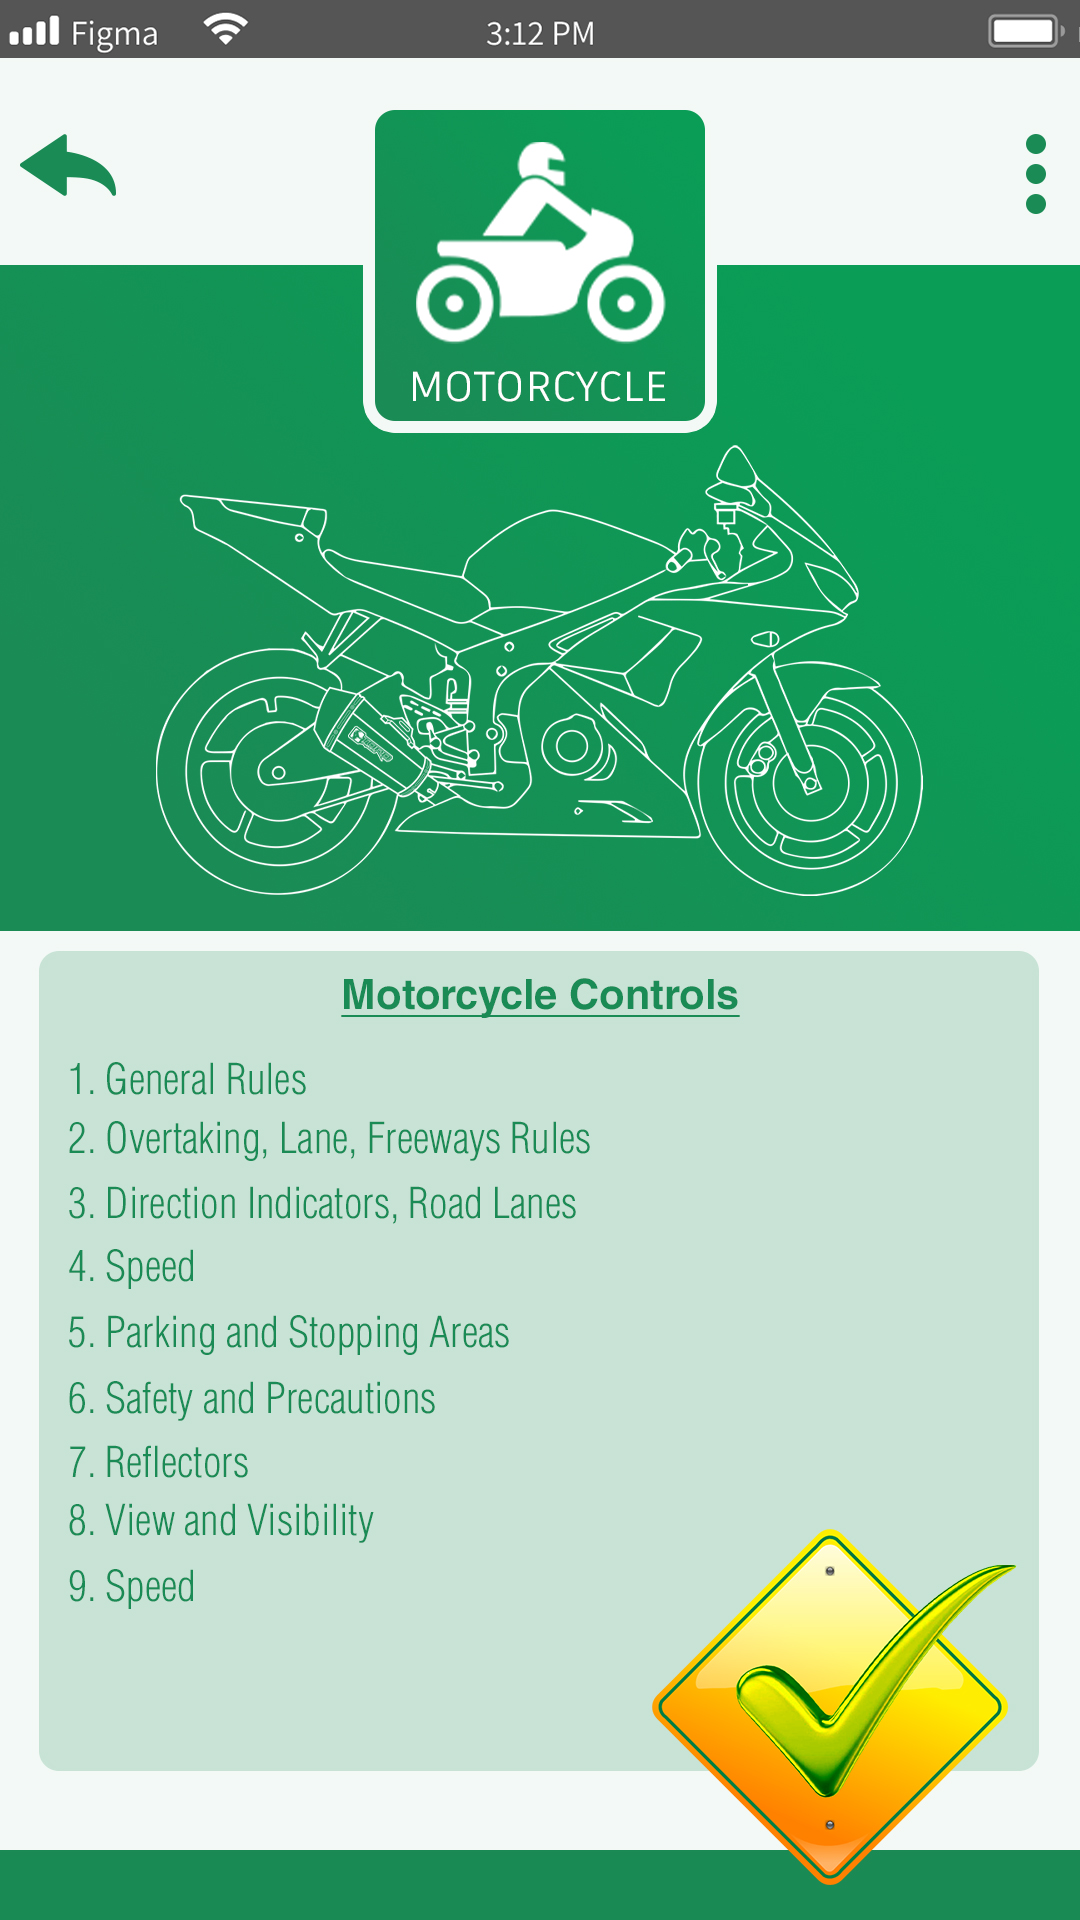 Figma
3:12 PM
MOTORCYCLE
Motorcycle Controls
1. General Rules
2. Overtaking, Lane, Freeways Rules
3. Direction Indicators, Road Lanes
4. Speed
5. Parking and Stopping Areas
6. Safety and Precautions
7. Reflectors
8. View and Visibility
9. Speed